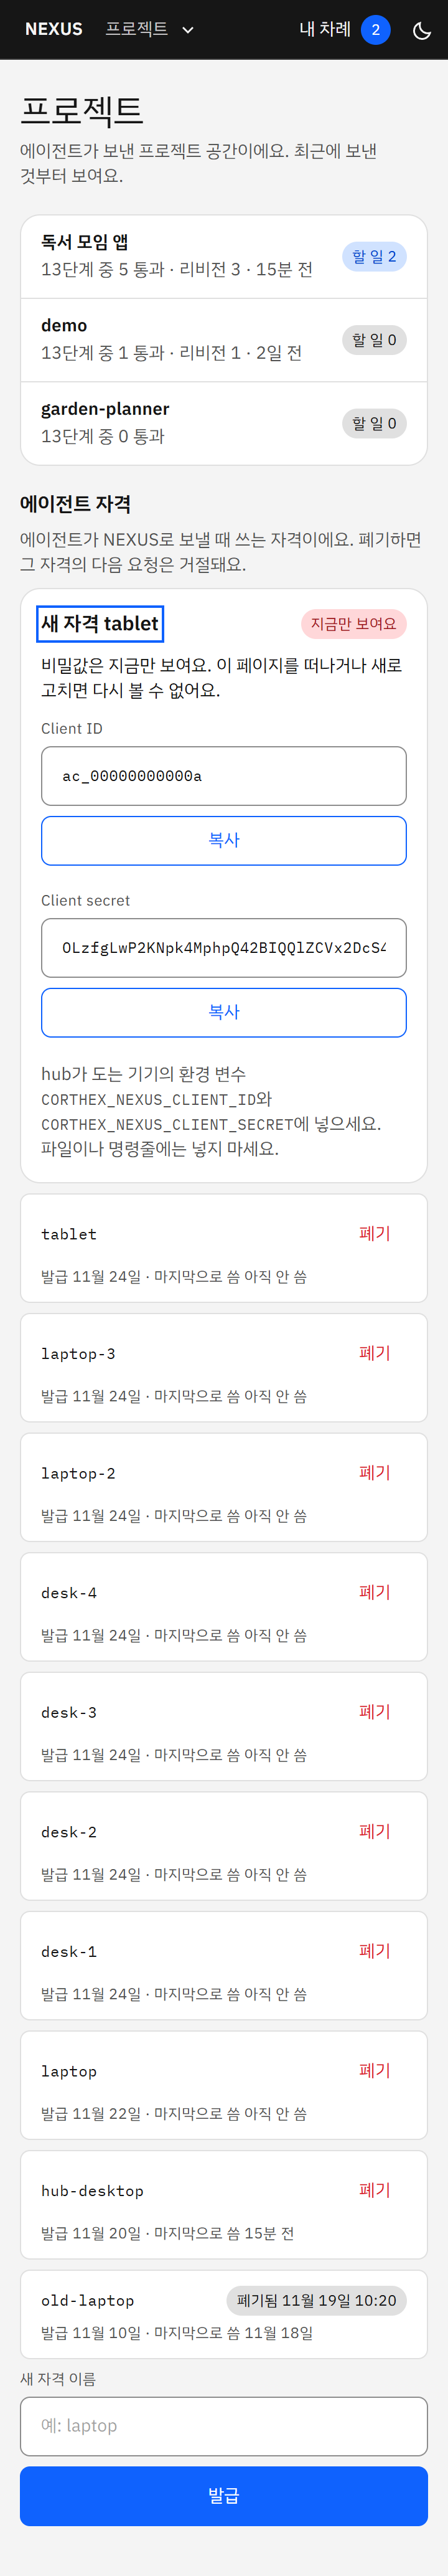 NEXUS 프로젝트 내 차례 2
프로젝트
에이전트가 보낸 프로젝트 공간이에요. 최근에 보낸
것부터 보여요.
독서 모임 앱
13단계 중 5 통과 · 리비전 3 · 15분 전
할 일 2
demo
13단계 중 1 통과 · 리비전 1 · 2일 전
할 일 0
garden-planner
13단계 중 0 통과
할 일 0
에이전트 자격
에이전트가 NEXUS로 보낼 때 쓰는 자격이에요. 폐기하면
그 자격의 다음 요청은 거절돼요.
새 자격 tablet
지금만 보여요
비밀값은 지금만 보여요. 이 페이지를 떠나거나 새로
고치면 다시 볼 수 없어요.
Client ID
ac_00000000000a
복사
Client secret
OLzfgLwP2KNpk4MphpQ42BIQQlZCVx2DcS4
복사
hub가 도는 기기의 환경 변수
CORTHEX_NEXUS_CLIENT_ID와
CORTHEX_NEXUS_CLIENT_SECRET에 넣으세요.
파일이나 명령줄에는 넣지 마세요.
tablet 폐기
발급 11월 24일 · 마지막으로 씀 아직 안 씀
laptop-3 폐기
발급 11월 24일 · 마지막으로 씀 아직 안 씀
laptop-2 폐기
발급 11월 24일 · 마지막으로 씀 아직 안 씀
desk-4 폐기
발급 11월 24일 · 마지막으로 씀 아직 안 씀
desk-3 폐기
발급 11월 24일 · 마지막으로 씀 아직 안 씀
desk-2 폐기
발급 11월 24일 · 마지막으로 씀 아직 안 씀
desk-1 폐기
발급 11월 24일 · 마지막으로 씀 아직 안 씀
laptop 폐기
발급 11월 22일 · 마지막으로 씀 아직 안 씀
hub-desktop 폐기
발급 11월 20일 · 마지막으로 씀 15분 전
old-laptop 폐기됨 11월 19일 10:20
발급 11월 10일 · 마지막으로 씀 11월 18일
새 자격 이름
예: laptop
발급